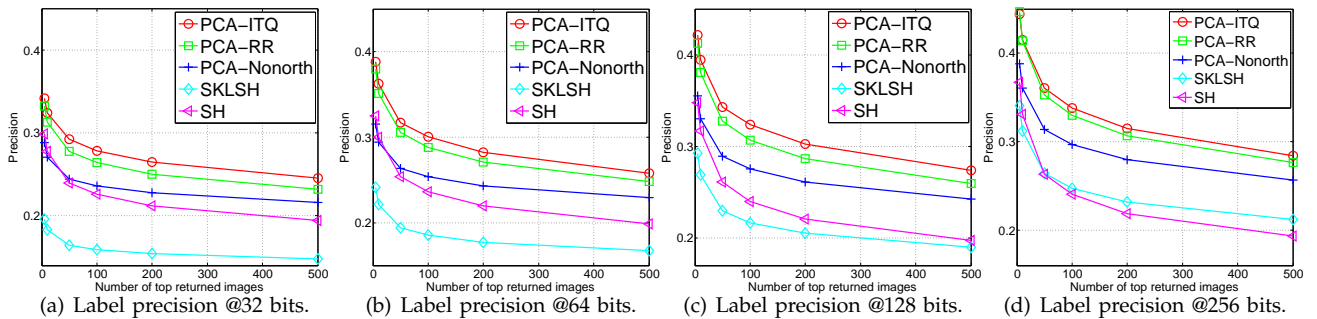 0.4
0.3
0.2
Precision
0 100 200 300 400 500
Number of top returned images
PCA−ITQ
PCA−RR
PCA−Nonorth
SKLSH
SH
(a) Label precision @32 bits.
0.4
0.3
0.2
Precision
0 100 200 300 400 500
Number of top returned images
PCA−ITQ
PCA−RR
PCA−Nonorth
SKLSH
SH
(b) Label precision @64 bits.
0.4
0.3
0.2
Precision
0 100 200 300 400 500
Number of top returned images
PCA−ITQ
PCA−RR
PCA−Nonorth
SKLSH
SH
(c) Label precision @128 bits.
0.4
0.3
0.2
Precision
0 100 200 300 400 500
Number of top returned images
PCA−ITQ
PCA−RR
PCA−Nonorth
SKLSH
SH
(d) Label precision @256 bits.